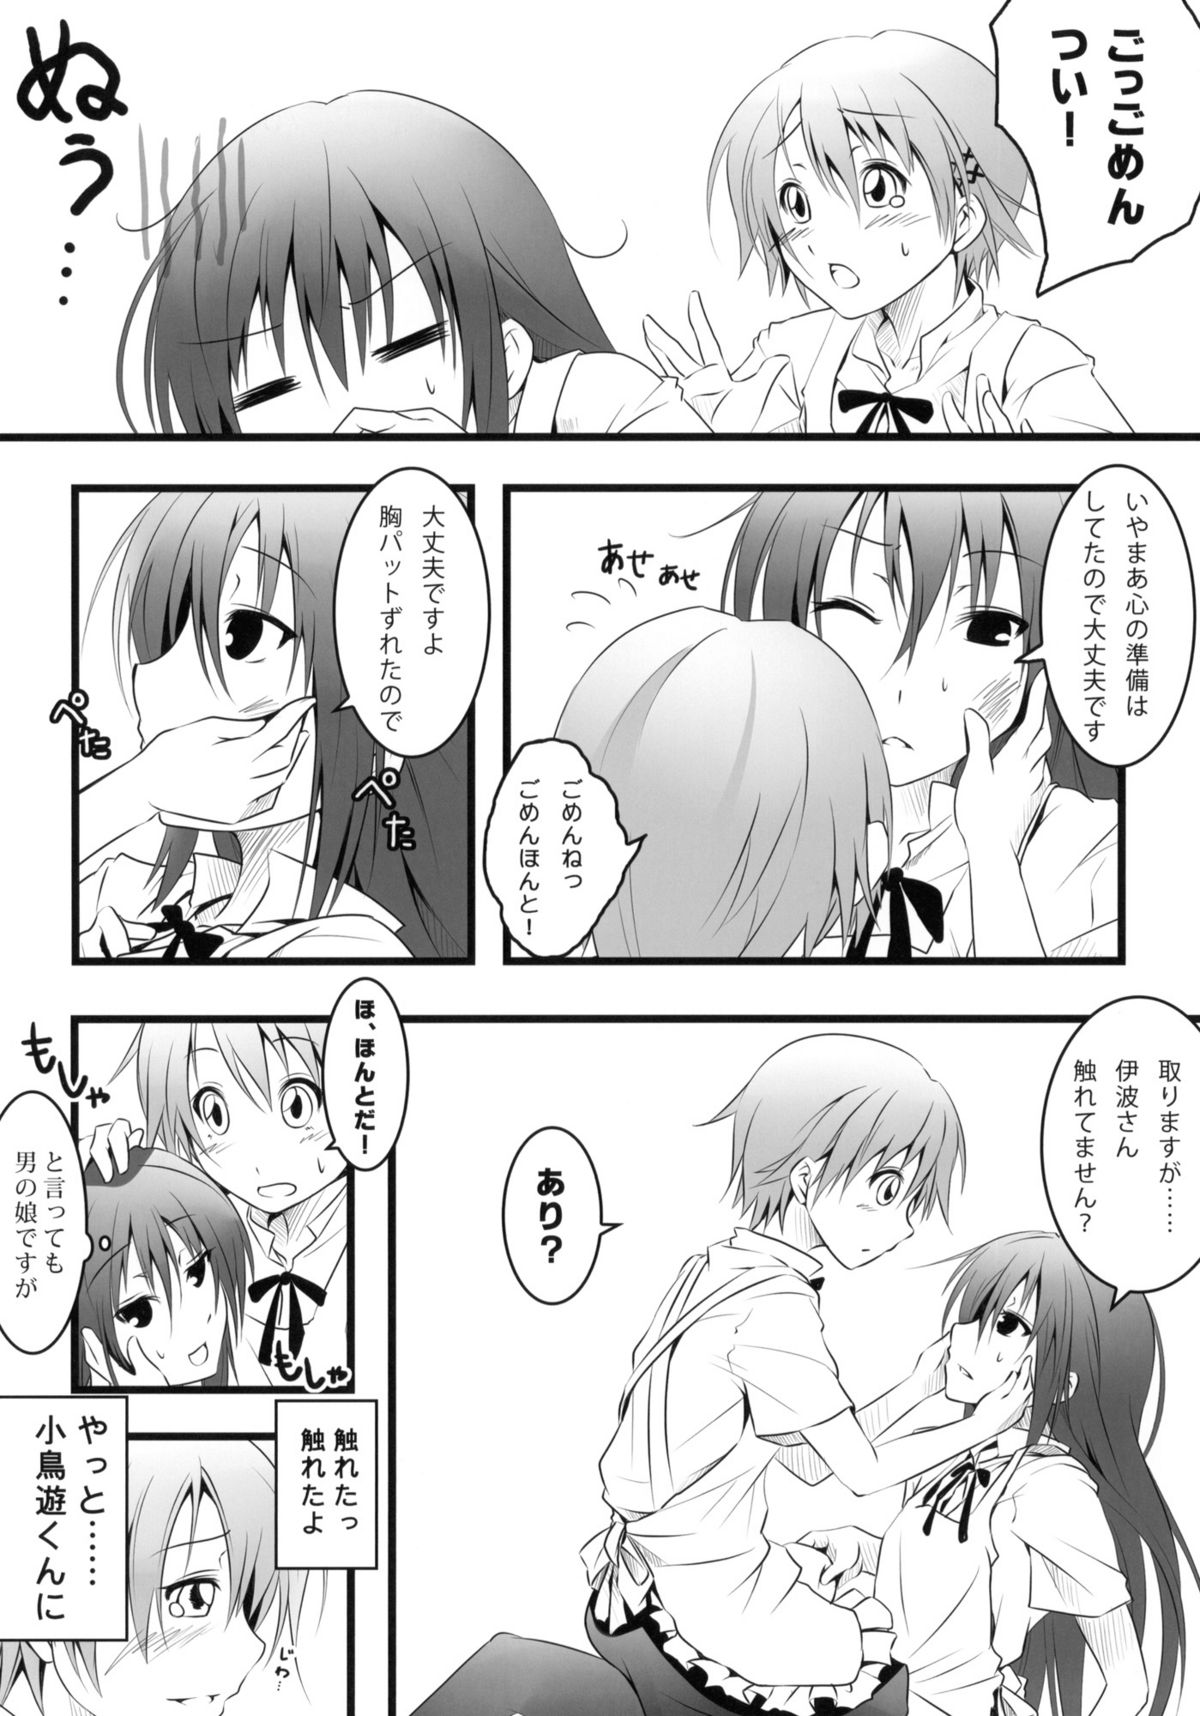 ごっごめん
つい！
ぬぅ…
いやまあ心の準備は
してたので大丈夫です
あせ
あせ
ごめんねっ
ごめんほんと！
大丈夫ですよ
胸パットずれたので
ぺた
ぺた
取りますが……
伊波さん
触れてません？
あり？
ほ、ほんとだ！
もしゃ
と言っても
男の娘ですが
もしゃ
触れたっ
触れたよ
やっと……
小鳥遊くんに
じわ…